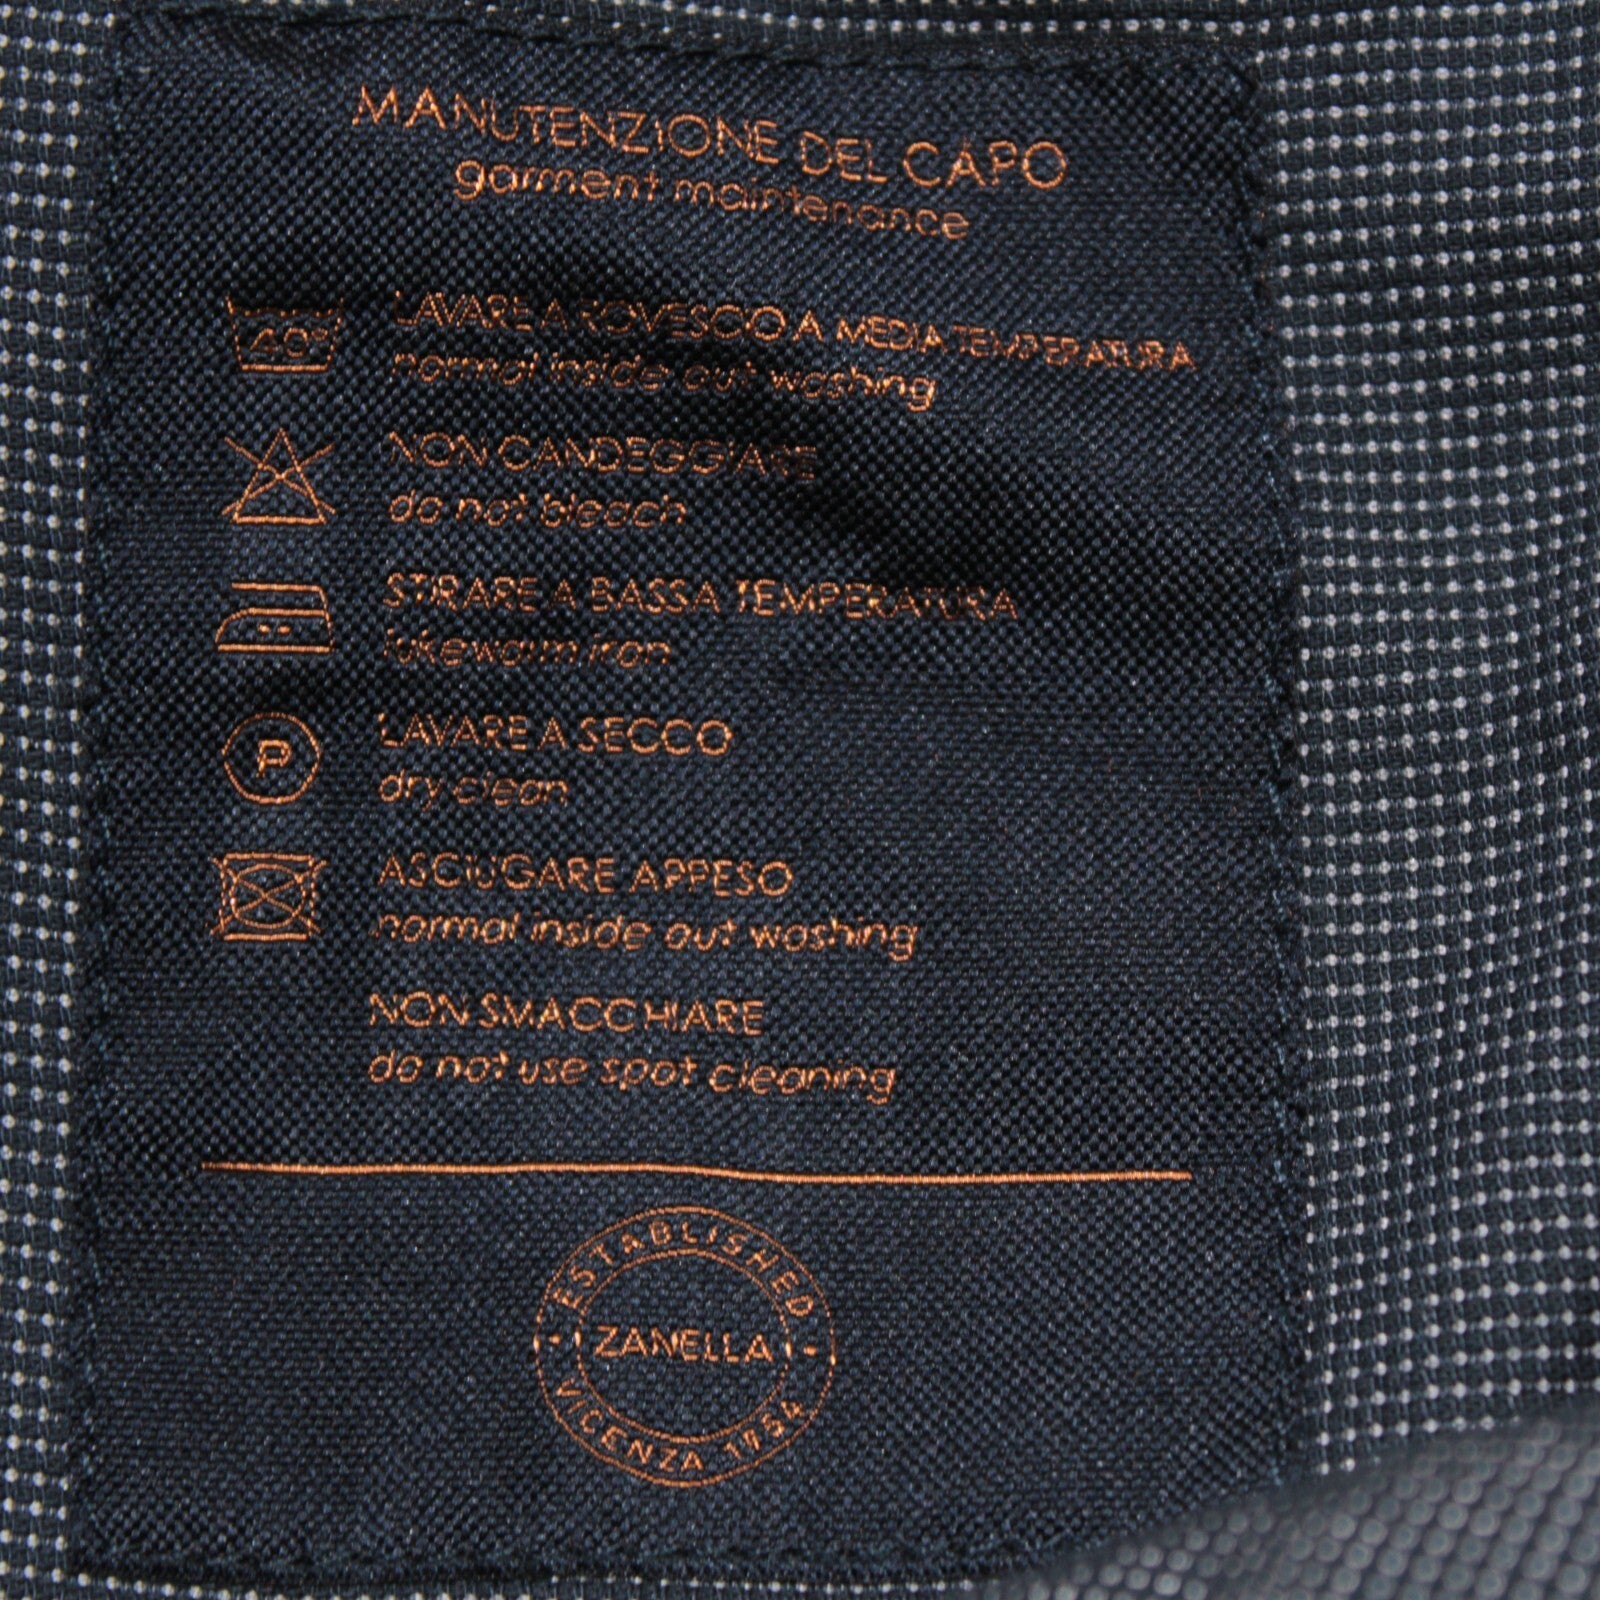 MANUTENZIONE DEL CAPO
garment maintenance
40°
LAVARE A ROVESCIO A MEDIA TEMPERATURA
normal inside out washing
NON CANDEGGIARE
do not bleach
STIRARE A BASSA TEMPERATURA
lukewarm iron
P
LAVARE A SECCO
dry clean
ASCIUGARE APPESO
normal inside out washing
NON SMACCHIARE
do not use spot cleaning
ESTABLISHED
ZANELLA
VICENZA 1954